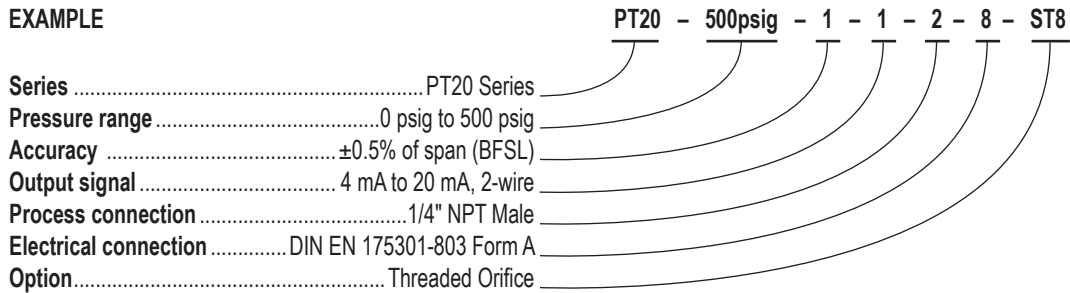 EXAMPLE PT20 – 500psig – 1 – 1 – 2 – 8 – ST8
Series ............................................................ PT20 Series
Pressure range .......................................... 0 psig to 500 psig
Accuracy ........................................... ±0.5% of span (BFSL)
Output signal ..................................... 4 mA to 20 mA, 2-wire
Process connection ....................................... 1/4" NPT Male
Electrical connection .............. DIN EN 175301-803 Form A
Option .......................................................... Threaded Orifice